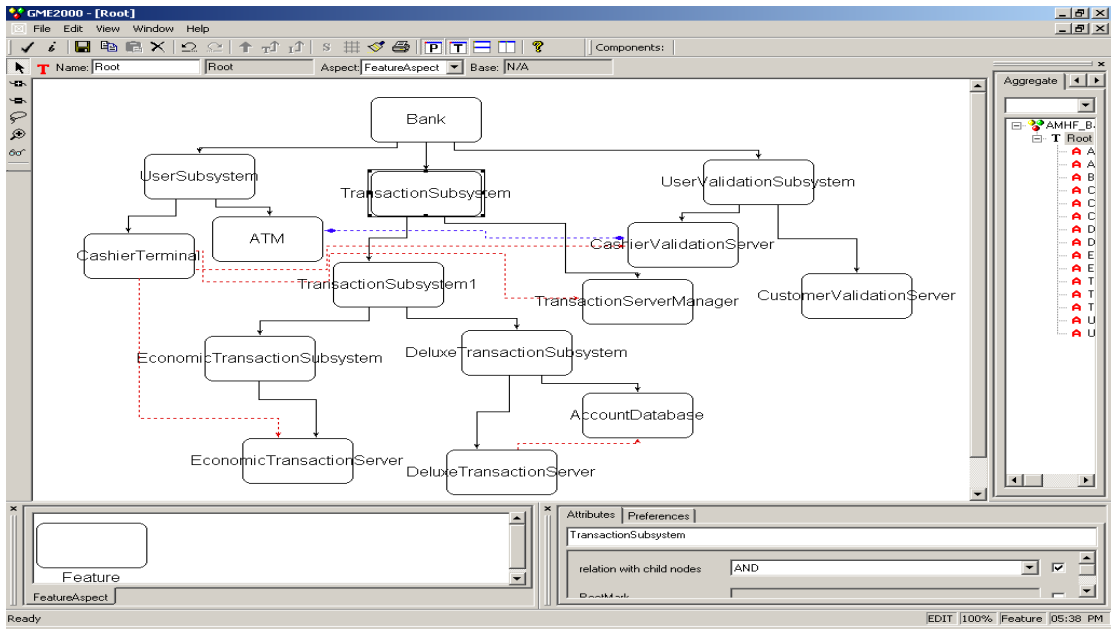 GME2000 - [Root]
File Edit View Window Help
Components:
Name: Root Root Aspect: FeatureAspect Base: N/A
Aggregate
AMHF_B
Root
A
A
B
C
C
C
D
D
E
E
T
T
T
U
U
Bank
UserSubsystem
TransactionSubsystem
UserValidationSubsystem
ATM
CashierTerminal
CashierValidationServer
TransactionSubsystem1
TransactionServerManager
CustomerValidationServer
EconomicTransactionSubsystem
DeluxeTransactionSubsystem
AccountDatabase
EconomicTransactionServer
DeluxeTransactionServer
Feature
FeatureAspect
Attributes Preferences
TransactionSubsystem
relation with child nodes AND
Ready EDIT 100% Feature 05:38 PM